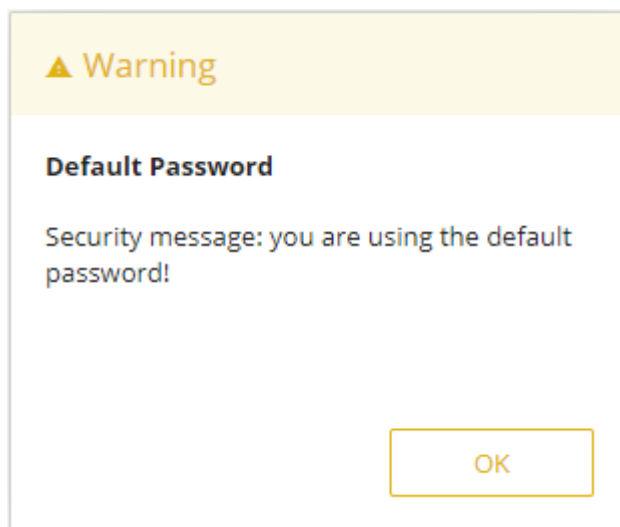 Warning
Default Password
Security message: you are using the default
password!
OK